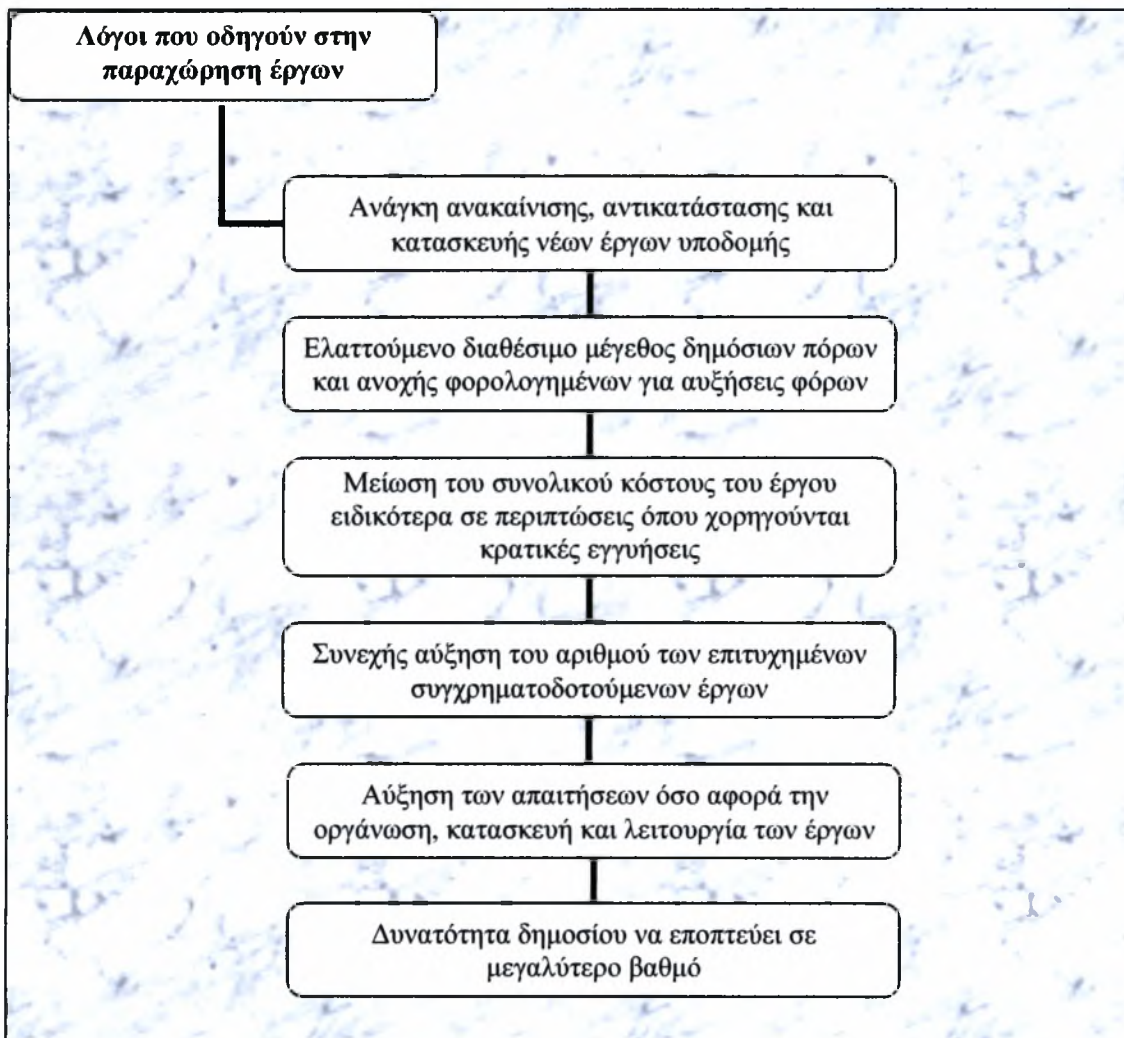 Λόγοι που οδηγούν στην
παραχώρηση έργων
Ανάγκη ανακαίνισης, αντικατάστασης και
κατασκευής νέων έργων υποδομής
Ελαττούμενο διαθέσιμο μέγεθος δημόσιων πόρων
και ανοχής φορολογημένων για αυξήσεις φόρων
Μείωση του συνολικού κόστους του έργου
ειδικότερα σε περιπτώσεις όπου χορηγούνται
κρατικές εγγυήσεις
Συνεχής αύξηση του αριθμού των επιτυχημένων
συγχρηματοδοτούμενων έργων
Αύξηση των απαιτήσεων όσο αφορά την
οργάνωση, κατασκευή και λειτουργία των έργων
Δυνατότητα δημοσίου να εποπτεύει σε
μεγαλύτερο βαθμό